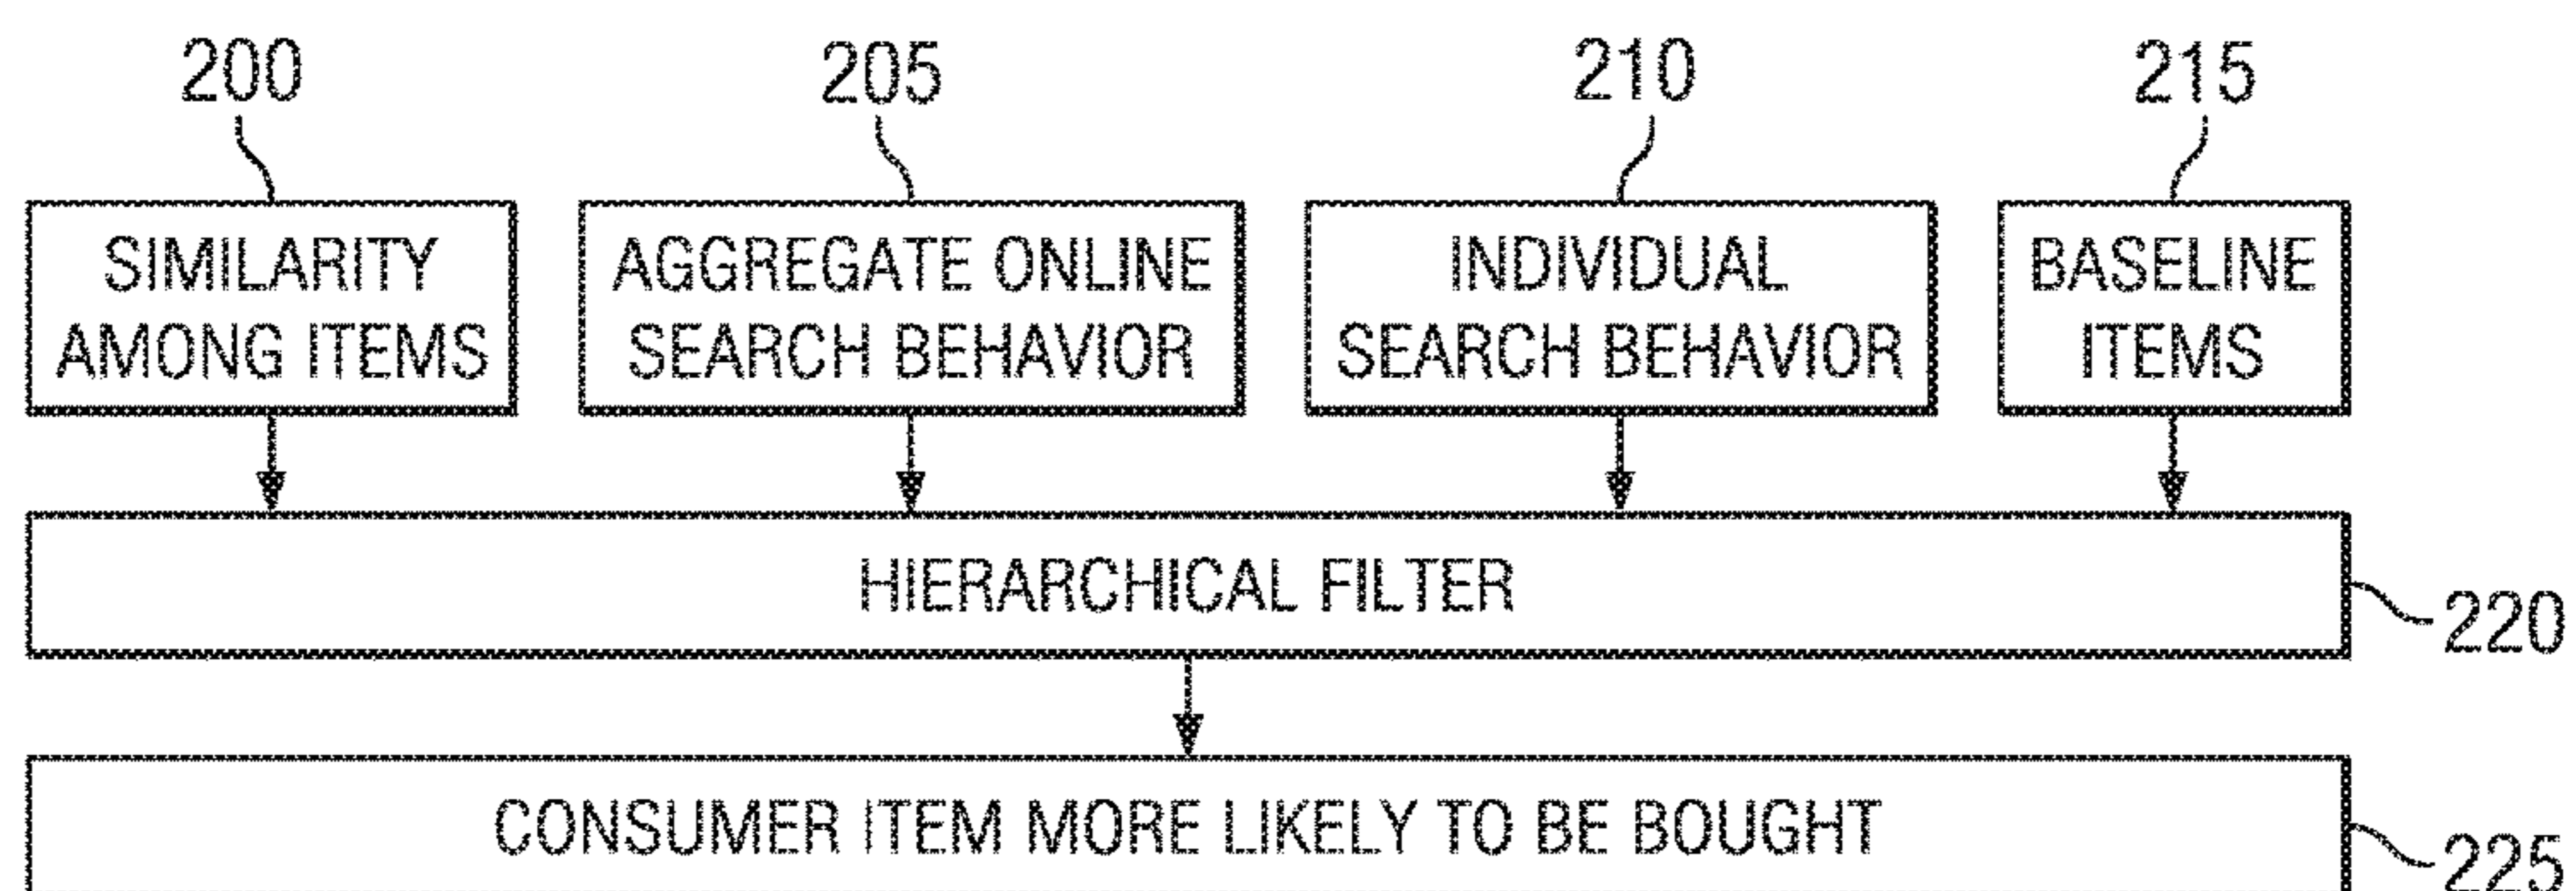 200
205
210
215
SIMILARITY
AMONG ITEMS
AGGREGATE ONLINE
SEARCH BEHAVIOR
INDIVIDUAL
SEARCH BEHAVIOR
BASELINE
ITEMS
HIERARCHICAL FILTER
220
CONSUMER ITEM MORE LIKELY TO BE BOUGHT
225